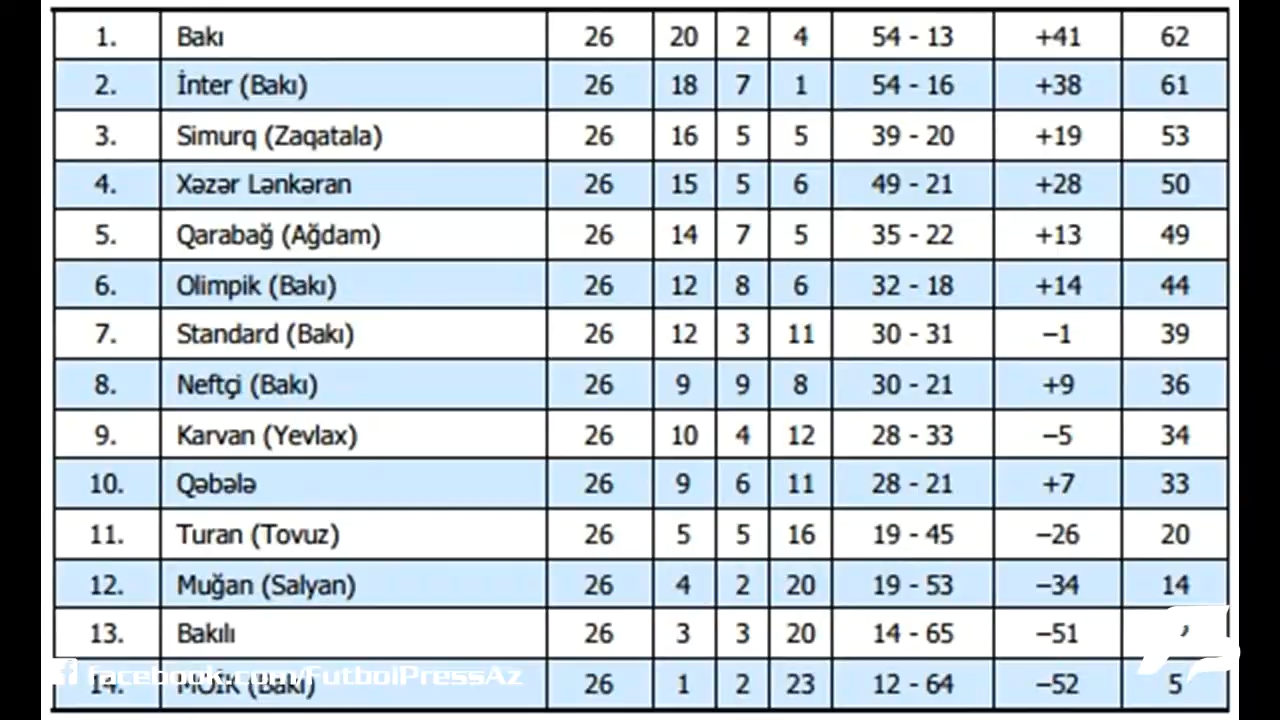 1. Bakı 26 20 2 4 54 - 13 +41 62
2. İnter (Bakı) 26 18 7 1 54 - 16 +38 61
3. Simurq (Zaqatala) 26 16 5 5 39 - 20 +19 53
4. Xəzər Lənkəran 26 15 5 6 49 - 21 +28 50
5. Qarabağ (Ağdam) 26 14 7 5 35 - 22 +13 49
6. Olimpik (Bakı) 26 12 8 6 32 - 18 +14 44
7. Standard (Bakı) 26 12 3 11 30 - 31 –1 39
8. Neftçi (Bakı) 26 9 9 8 30 - 21 +9 36
9. Karvan (Yevlax) 26 10 4 12 28 - 33 –5 34
10. Qəbələ 26 9 6 11 28 - 21 +7 33
11. Turan (Tovuz) 26 5 5 16 19 - 45 –26 20
12. Muğan (Salyan) 26 4 2 20 19 - 53 –34 14
13. Bakılı 26 3 3 20 14 - 65 –51
facebook.com/FutbolPressAz
14. MOİK (Bakı) 26 1 2 23 12 - 64 –52 5